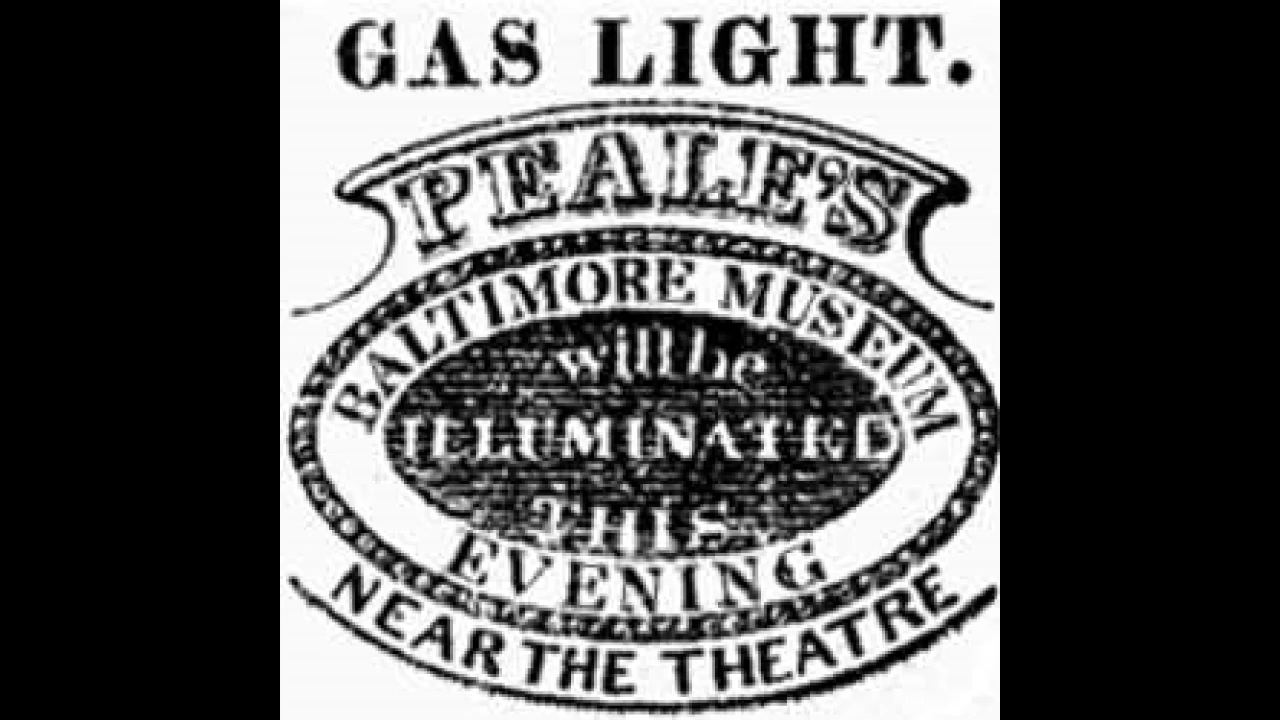 GAS LIGHT.
PEALE'S
BALTIMORE MUSEUM
will be
ILLUMINATED
THIS
EVENING
NEAR THE THEATRE